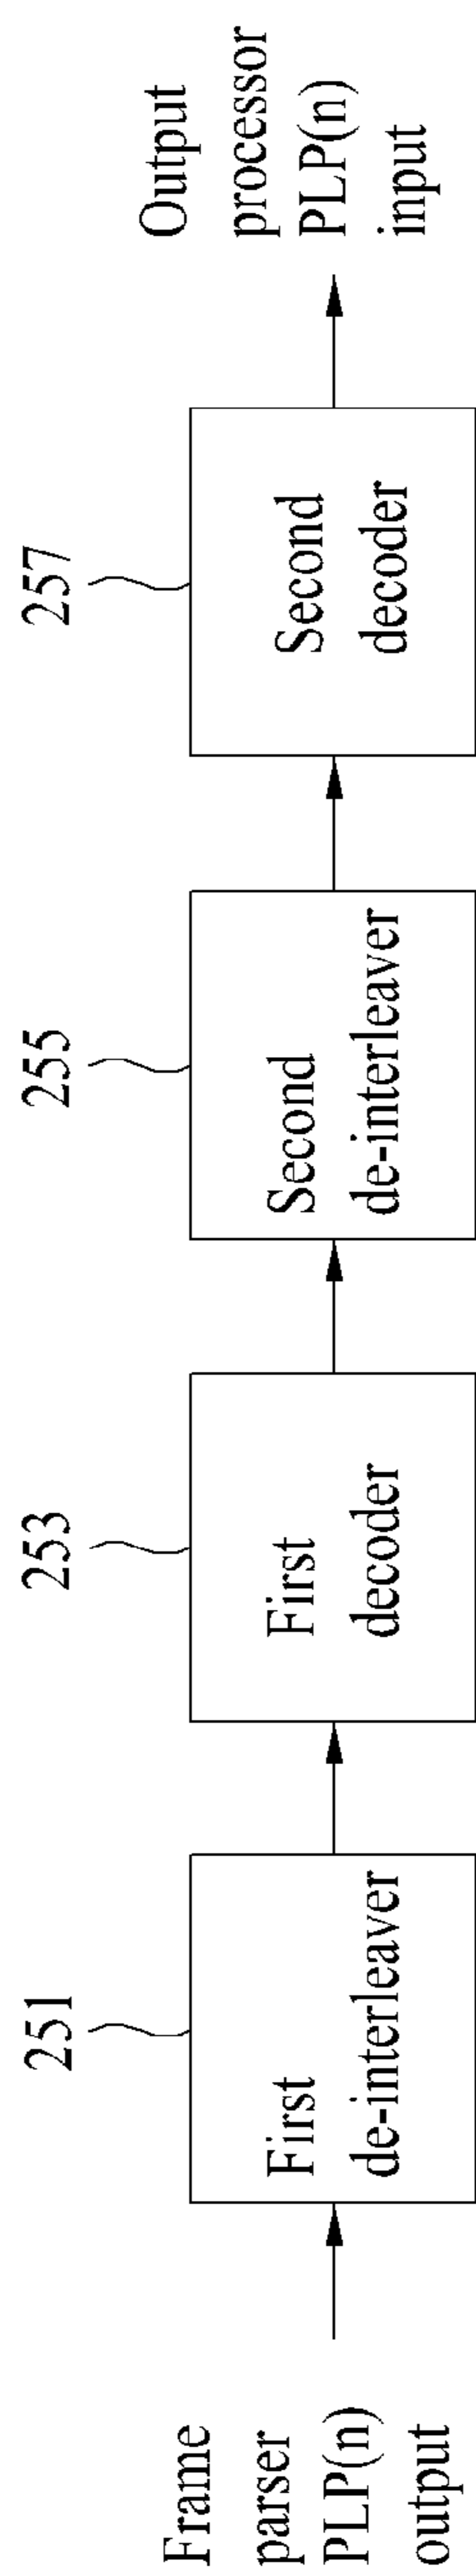 Frame
parser
PLP(n)
output
251
First
de-interleaver
253
First
decoder
255
Second
de-interleaver
257
Second
decoder
Output
processor
PLP(n)
input